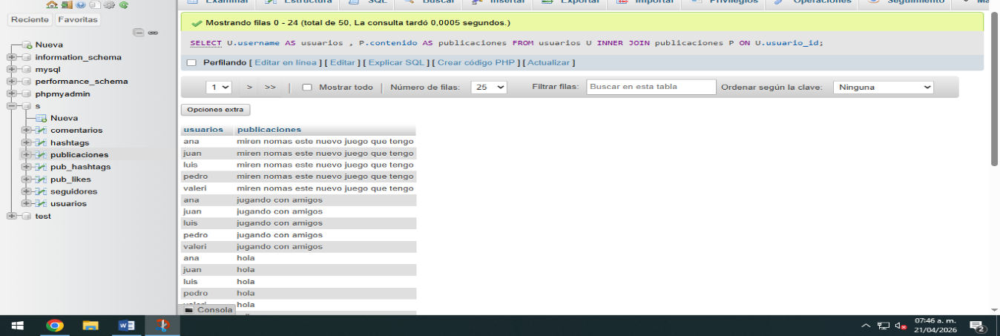 Examinar Estructura SQL Buscar Insertar Exportar Importar Privilegios Operaciones Seguimiento
Reciente Favoritas
Nueva
information_schema
mysql
performance_schema
phpmyadmin
s
Nueva
comentarios
hashtags
publicaciones
pub_hashtags
pub_likes
seguidores
usuarios
test
Mostrando filas 0 - 24 (total de 50, La consulta tardó 0,0005 segundos.)
SELECT U.username AS usuarios , P.contenido AS publicaciones FROM usuarios U INNER JOIN publicaciones P ON U.usuario_id;
Perfilando [ Editar en línea ] [ Editar ] [ Explicar SQL ] [ Crear código PHP ] [ Actualizar ]
1 > >> | Mostrar todo | Número de filas: 25 Filtrar filas: Buscar en esta tabla Ordenar según la clave: Ninguna
Opciones extra
usuarios publicaciones
ana miren nomas este nuevo juego que tengo
juan miren nomas este nuevo juego que tengo
luis miren nomas este nuevo juego que tengo
pedro miren nomas este nuevo juego que tengo
valeri miren nomas este nuevo juego que tengo
ana jugando con amigos
juan jugando con amigos
luis jugando con amigos
pedro jugando con amigos
valeri jugando con amigos
ana hola
juan hola
luis hola
pedro hola
valeri hola
Consola
07:46 a. m.
21/04/2026
2